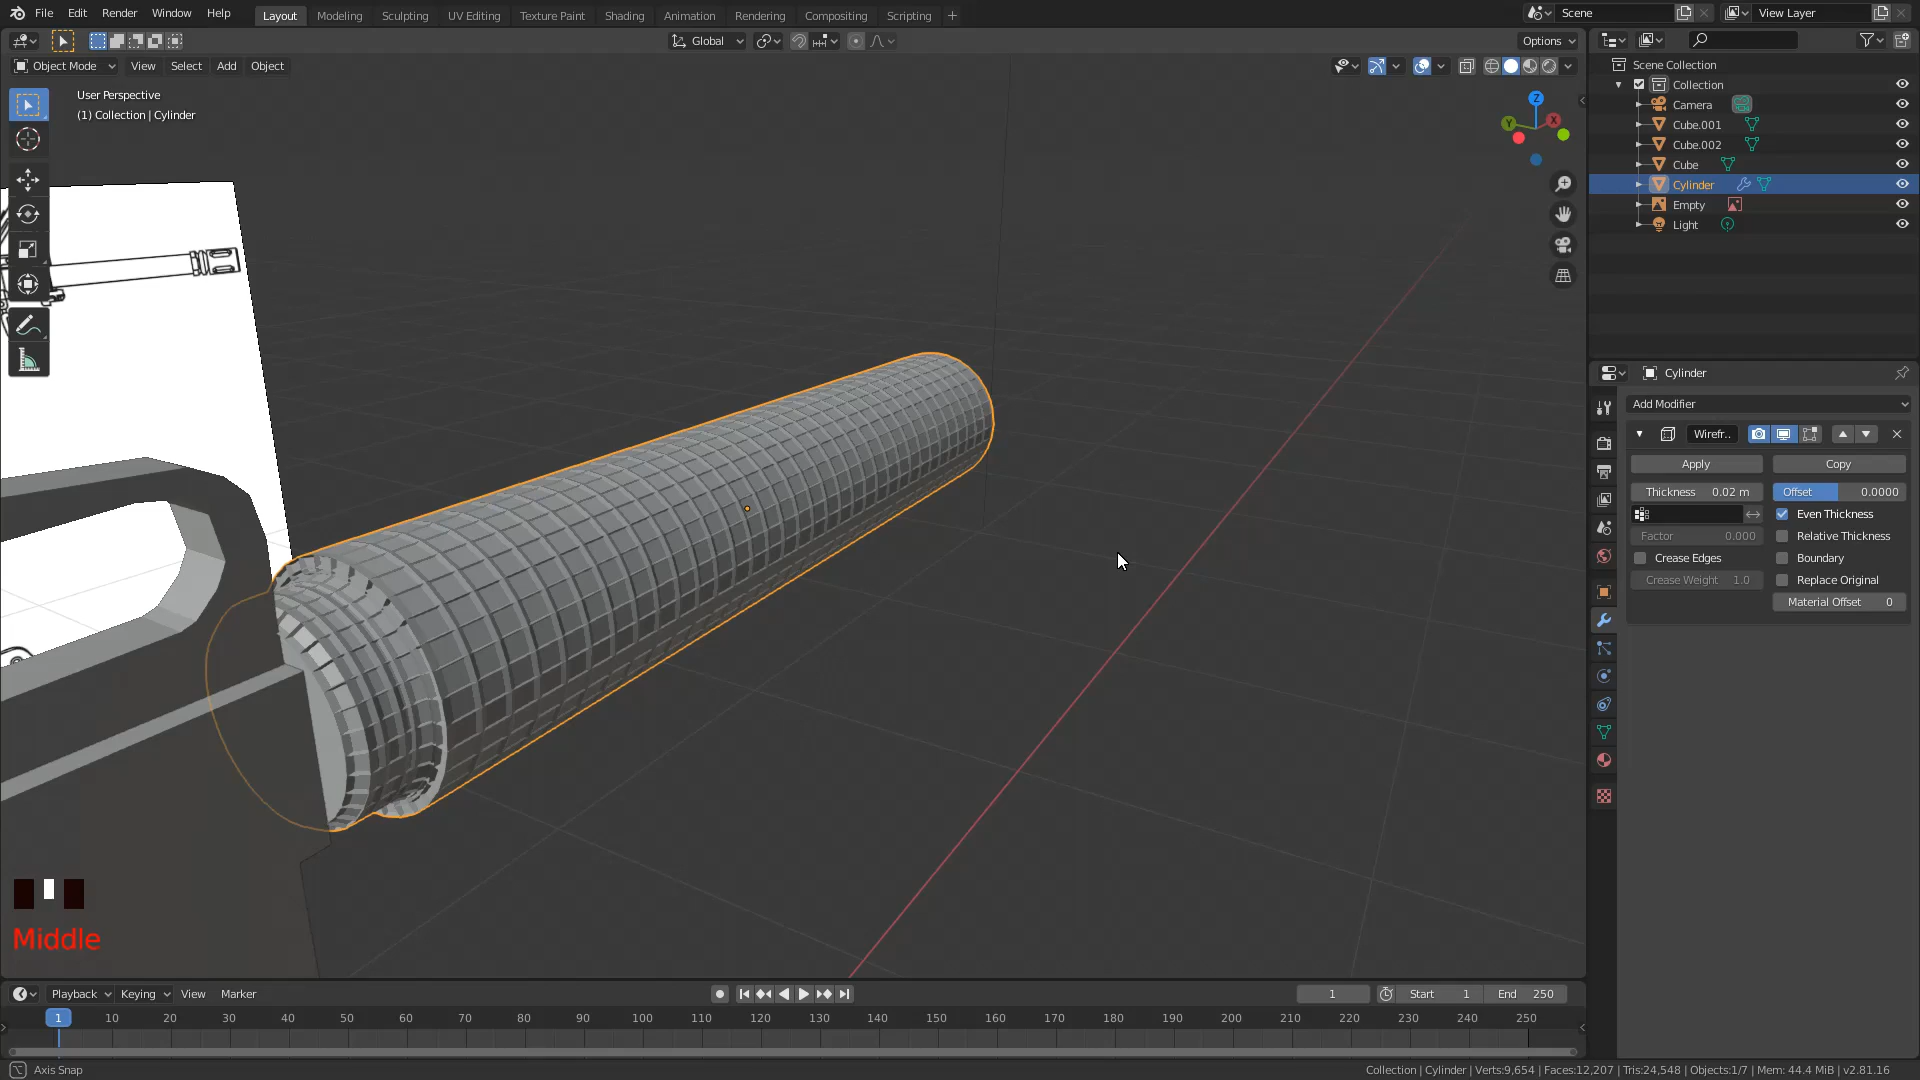 File Edit Render Window Help
Layout Modeling Sculpting UV Editing Texture Paint Shading Animation Rendering Compositing Scripting +
Scene
View Layer
Global
Options
Object Mode View Select Add Object
User Perspective
(1) Collection | Cylinder
Z
Y
X
Scene Collection
Collection
Camera
Cube.001
Cube.002
Cube
Cylinder
Empty
Light
Cylinder
Add Modifier
Wirefr..
Apply Copy
Thickness 0.02 m Offset 0.0000
Even Thickness
Factor 0.000 Relative Thickness
Crease Edges Boundary
Crease Weight 1.0 Replace Original
Material Offset 0
Middle
Playback Keying View Marker
1 Start 1 End 250
1 10 20 30 40 50 60 70 80 90 100 110 120 130 140 150 160 170 180 190 200 210 220 230 240 250
Axis Snap
Collection | Cylinder | Verts:9,654 | Faces:12,207 | Tris:24,548 | Objects:1/7 | Mem: 44.4 MiB | v2.81.16